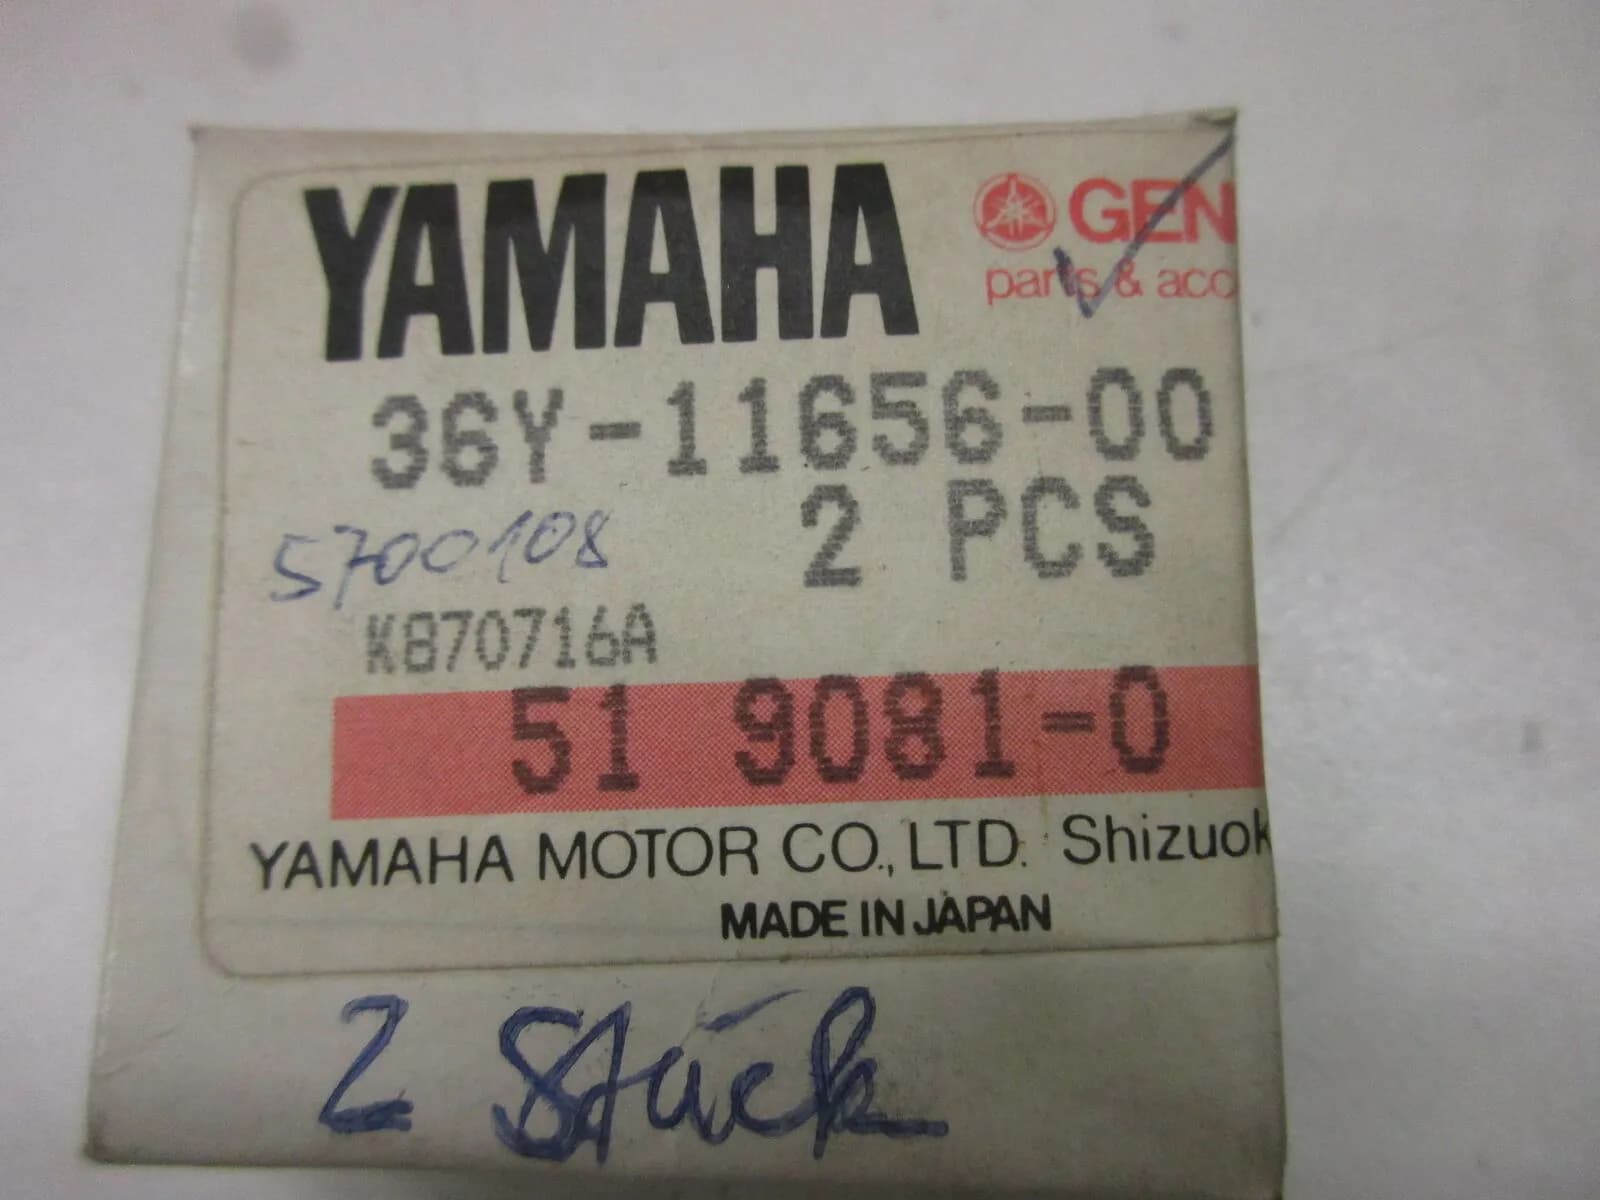 YAMAHA GEN
parts & acc
36Y-11656-00
2 PCS
5700108
K870716A
51 9081-0
YAMAHA MOTOR CO., LTD. Shizuok
MADE IN JAPAN
2 Stück